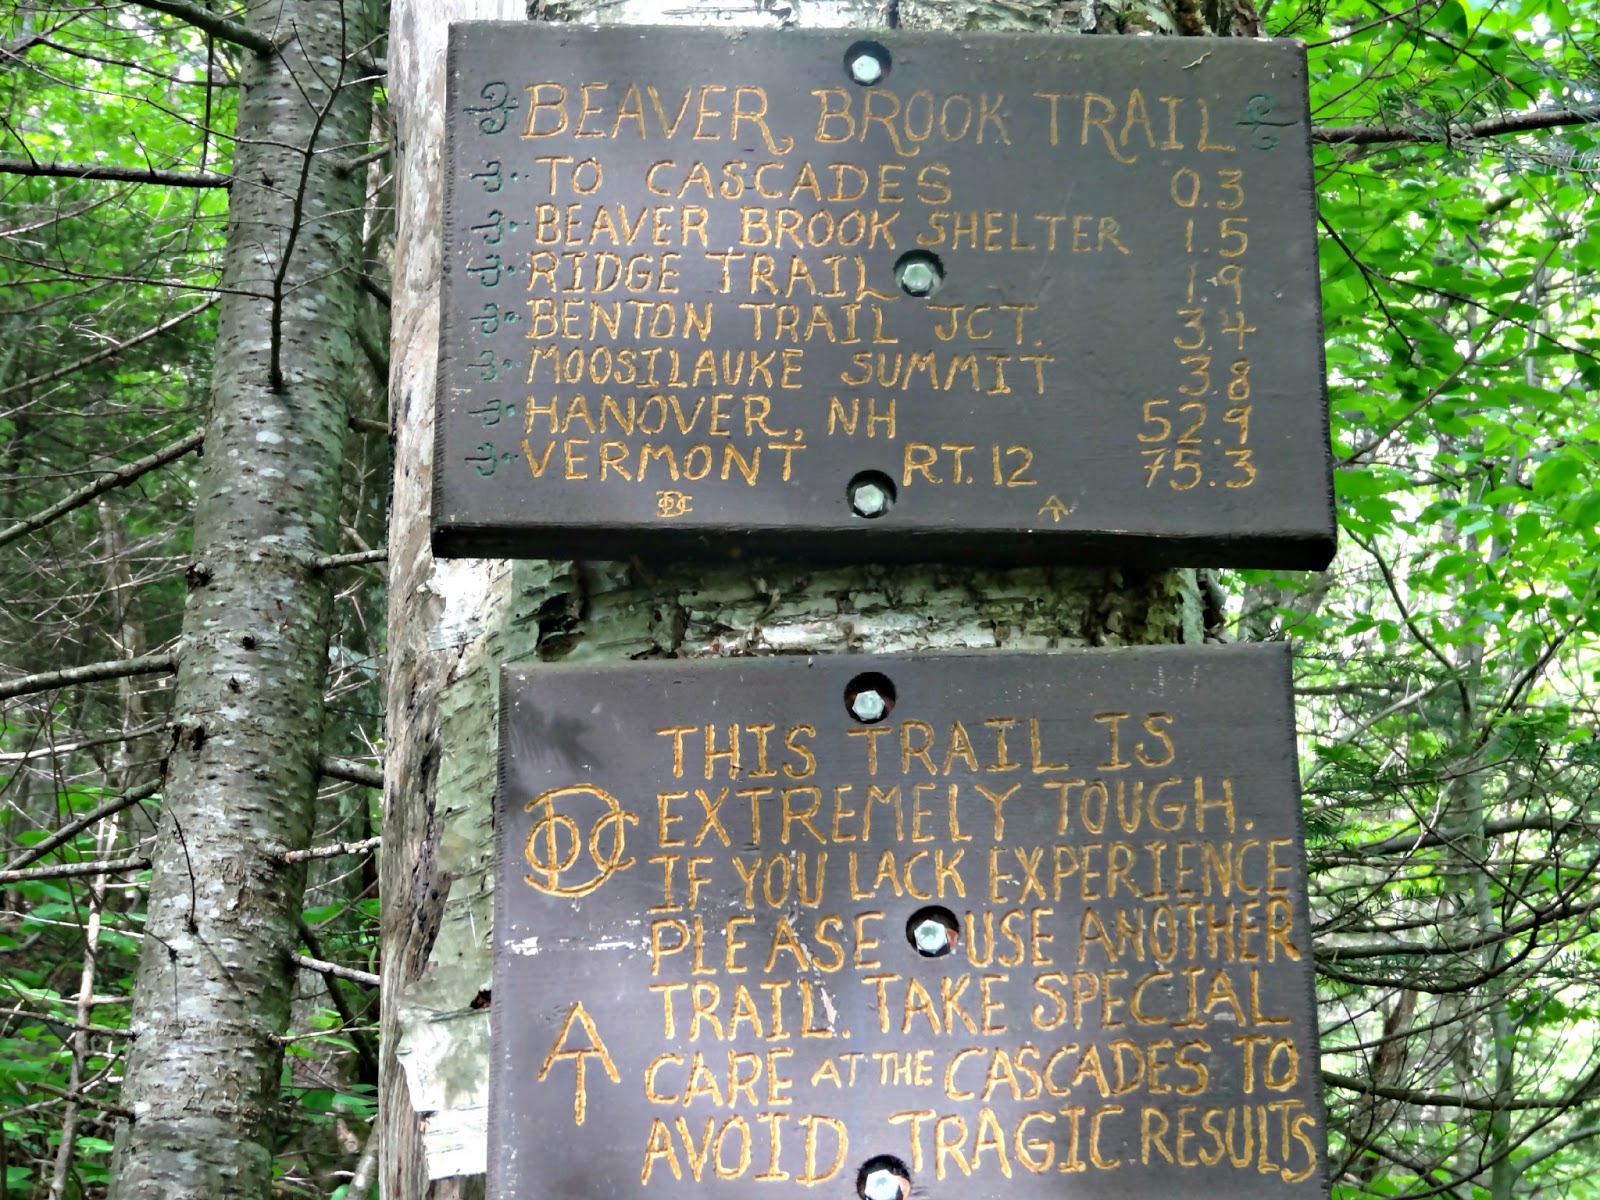 BEAVER BROOK TRAIL
TO CASCADES 0.3
BEAVER BROOK SHELTER 1.5
RIDGE TRAIL 1.9
BENTON TRAIL JCT. 3.4
MOOSILAUKE SUMMIT 3.8
HANOVER, NH 52.9
VERMONT RT. 12 75.3
DOC AT
THIS TRAIL IS
EXTREMELY TOUGH.
DOC
IF YOU LACK EXPERIENCE
PLEASE USE ANOTHER
TRAIL. TAKE SPECIAL
AT
CARE AT THE CASCADES TO
AVOID TRAGIC RESULTS